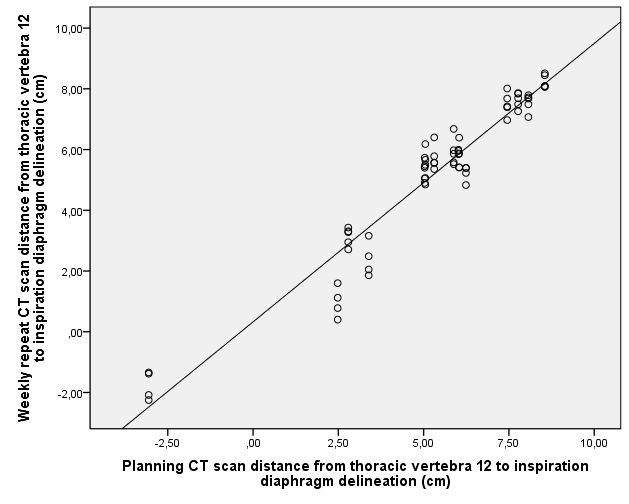 Weekly repeat CT scan distance from thoracic vertebra 12
to inspiration diaphragm delineation (cm)
10,00
8,00
6,00
4,00
2,00
,00
-2,00
-2,50 ,00 2,50 5,00 7,50 10,00
Planning CT scan distance from thoracic vertebra 12 to inspiration
diaphragm delineation (cm)